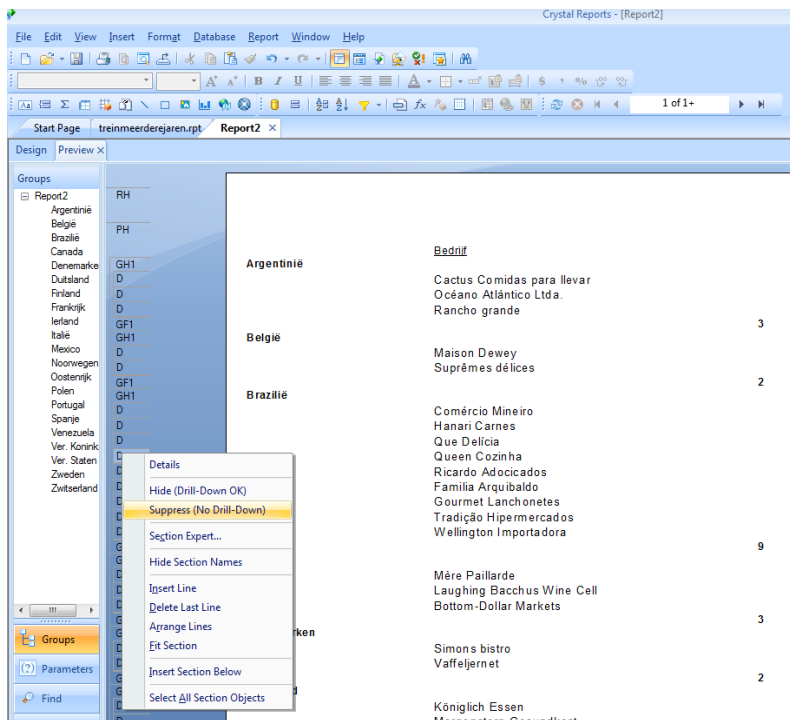 Crystal Reports - [Report2]
File Edit View Insert Format Database Report Window Help
B I U A $ %
Aa Σ fx 1 of 1+
Start Page treinmeerderejaren.rpt Report2 ×
Design Preview ×
Groups
Report2
Argentinië
België
Brazilië
Canada
Denemarke
Duitsland
Finland
Frankrijk
Ierland
Italië
Mexico
Noorwegen
Oostenrijk
Polen
Portugal
Spanje
Venezuela
Ver. Konink
Ver. Staten
Zweden
Zwitserland
Groups
Parameters
Find
RH
PH
Bedrijf
GH1 Argentinië
D Cactus Comidas para llevar
D Océano Atlántico Ltda.
D Rancho grande
GF1 3
GH1 België
D Maison Dewey
D Suprêmes délices
GF1 2
GH1 Brazilië
D Comércio Mineiro
D Hanari Carnes
D Que Delícia
D Queen Cozinha
D Ricardo Adocicados
D Familia Arquibaldo
D Gourmet Lanchonetes
D Tradição Hipermercados
D Wellington Importadora
G 9
G
D Mère Paillarde
D Laughing Bacchus Wine Cell
D Bottom-Dollar Markets
G 3
G rken
D Simons bistro
D Vaffeljernet
G 2
G d
D Königlich Essen
D Morgenstern Gesundkost
Details
Hide (Drill-Down OK)
Suppress (No Drill-Down)
Section Expert...
Hide Section Names
Insert Line
Delete Last Line
Arrange Lines
Fit Section
Insert Section Below
Select All Section Objects